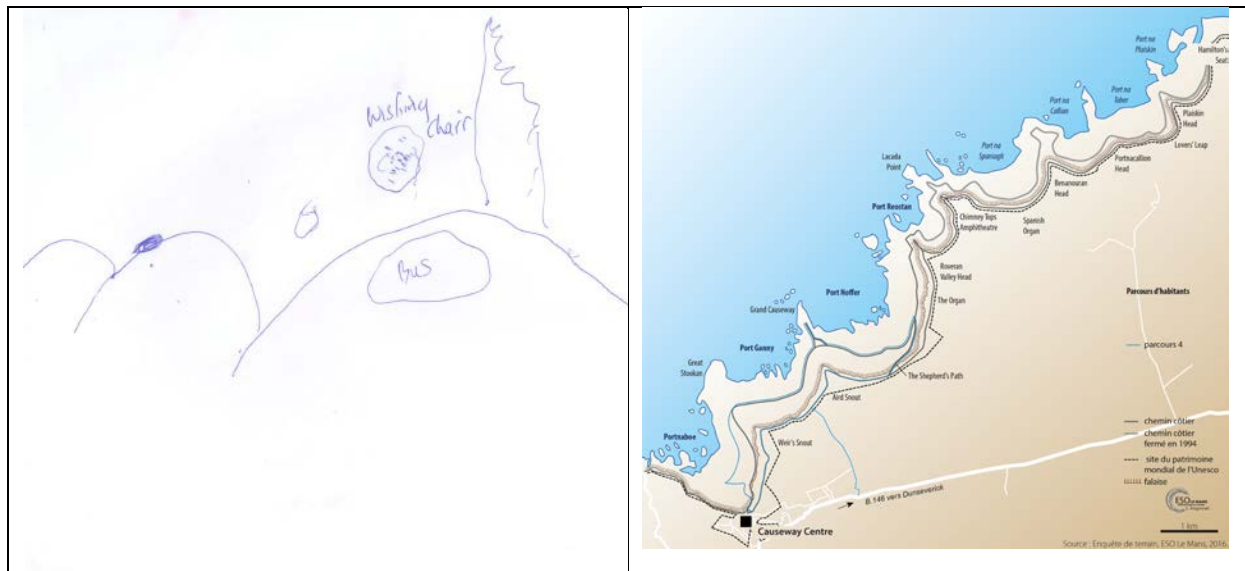 Wishing
chair
Bus
Port na
Plaiskin
Hamilton's
Seat
Port na
Callian
Port na
Taher
Plaiskin
Head
Lovers' Leap
Port na
Spaniagh
Portnacallion
Head
Lacada
Point
Benanouran
Head
Port Reostan
Chimney Tops
Amphitheatre
Spanish
Organ
Roveran
Valley Head
Port Noffer
The Organ
Parcours d'habitants
Grand Causeway
parcours 4
Port Ganny
Great
Stookan
The Shepherd's Path
Aird Snout
Portnaboe
Weir's Snout
chemin côtier
chemin côtier
fermé en 1994
site du patrimoine
mondial de l'Unesco
falaise
B.146 vers Dunseverick
ESO Le Mans
Causeway Centre
1 km
Source : Enquête de terrain, ESO Le Mans, 2016.